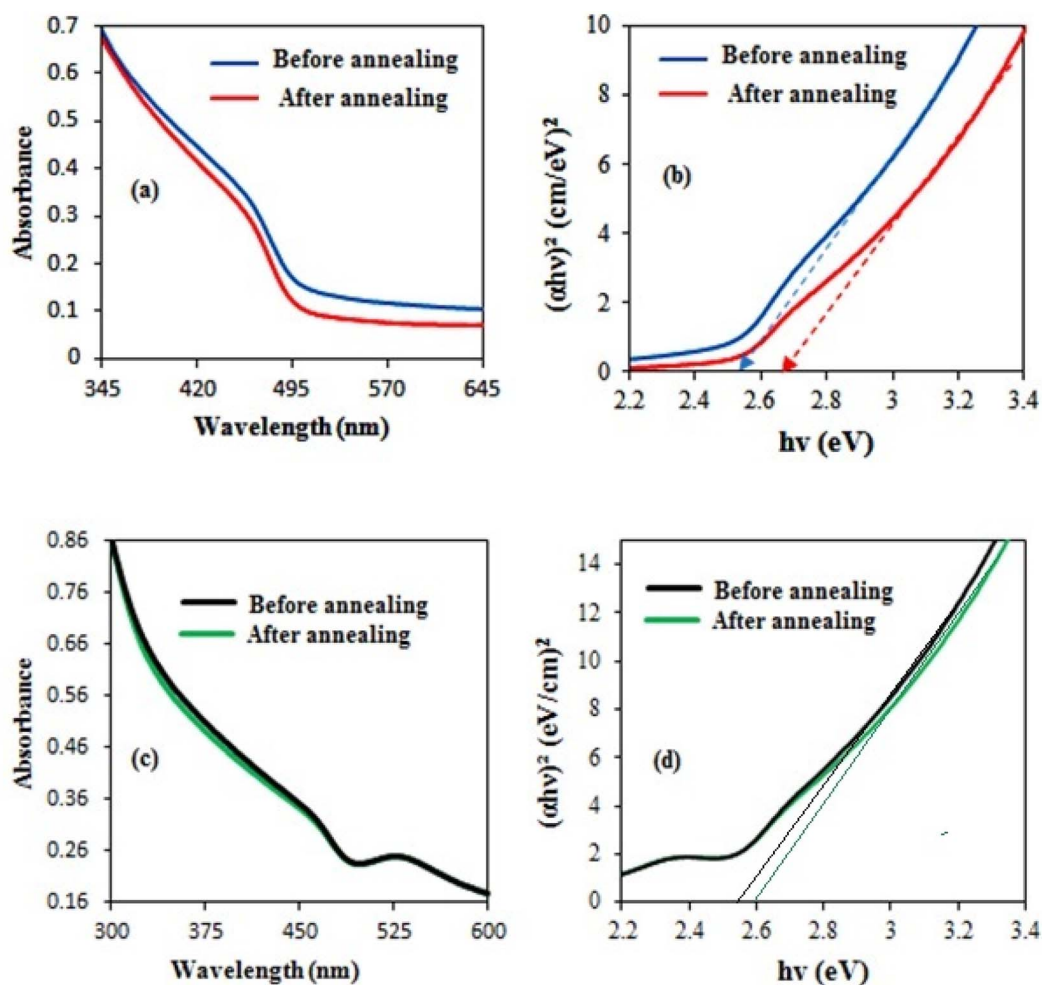 0.7
0.6
0.5
0.4
0.3
0.2
0.1
0
345 420 495 570 645
Absorbance
Wavelength (nm)
Before annealing
After annealing
(a)
10
8
6
4
2
0
2.2 2.4 2.6 2.8 3 3.2 3.4
(αhv)² (cm/eV)²
hv (eV)
Before annealing
After annealing
(b)
0.86
0.76
0.66
0.56
0.46
0.36
0.26
0.16
300 375 450 525 600
Absorbance
Wavelength (nm)
Before annealing
After annealing
(c)
14
12
10
8
6
4
2
0
2.2 2.4 2.6 2.8 3 3.2 3.4
(αhv)² (eV/cm)²
hv (eV)
Before annealing
After annealing
(d)